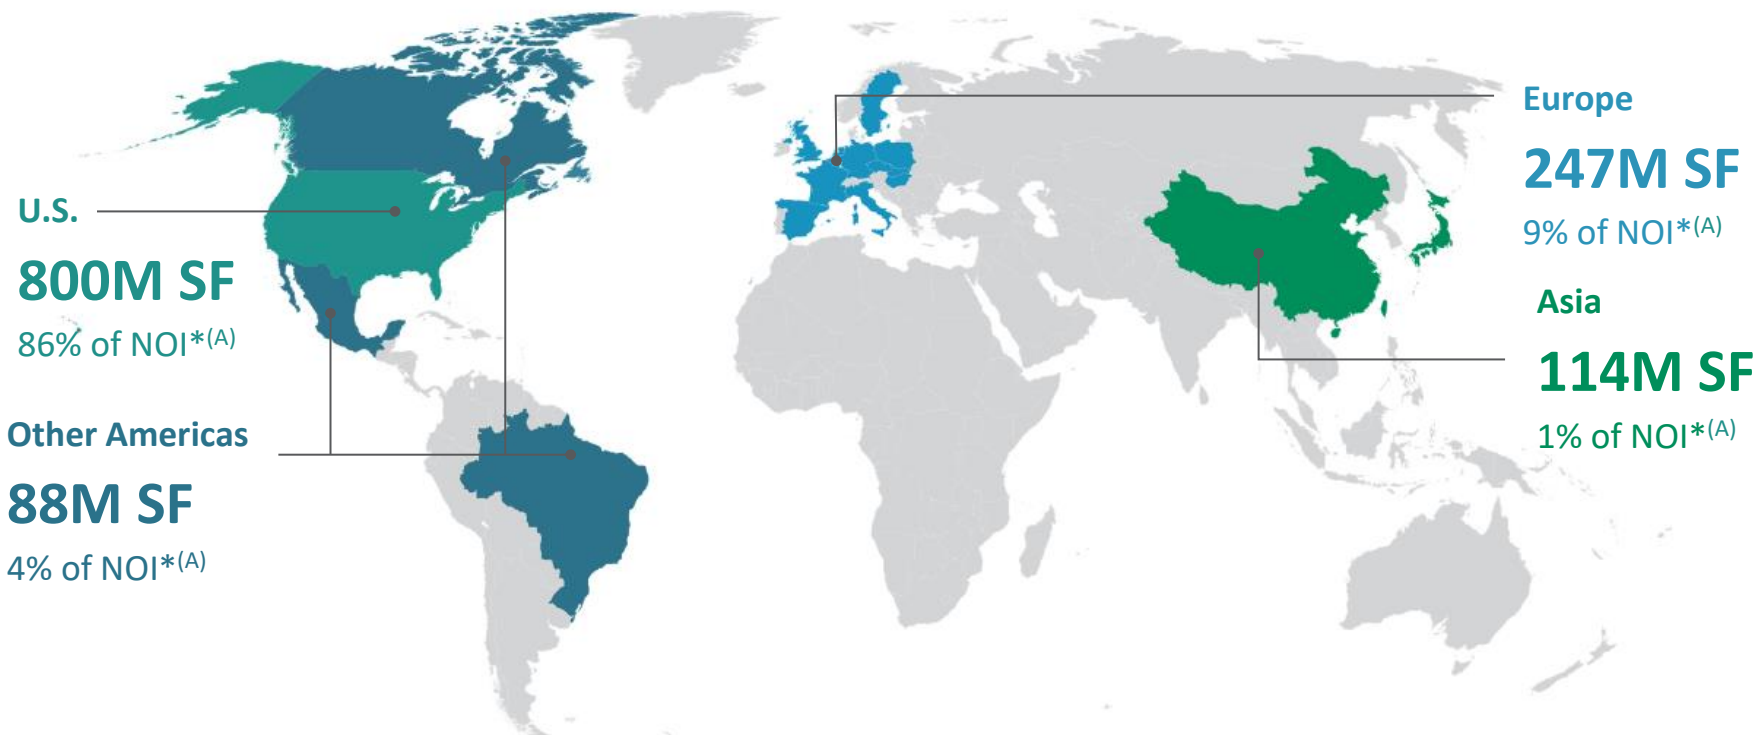 U.S.
800M SF
86% of NOI*(A)
Other Americas
88M SF
4% of NOI*(A)
Europe
247M SF
9% of NOI*(A)
Asia
114M SF
1% of NOI*(A)